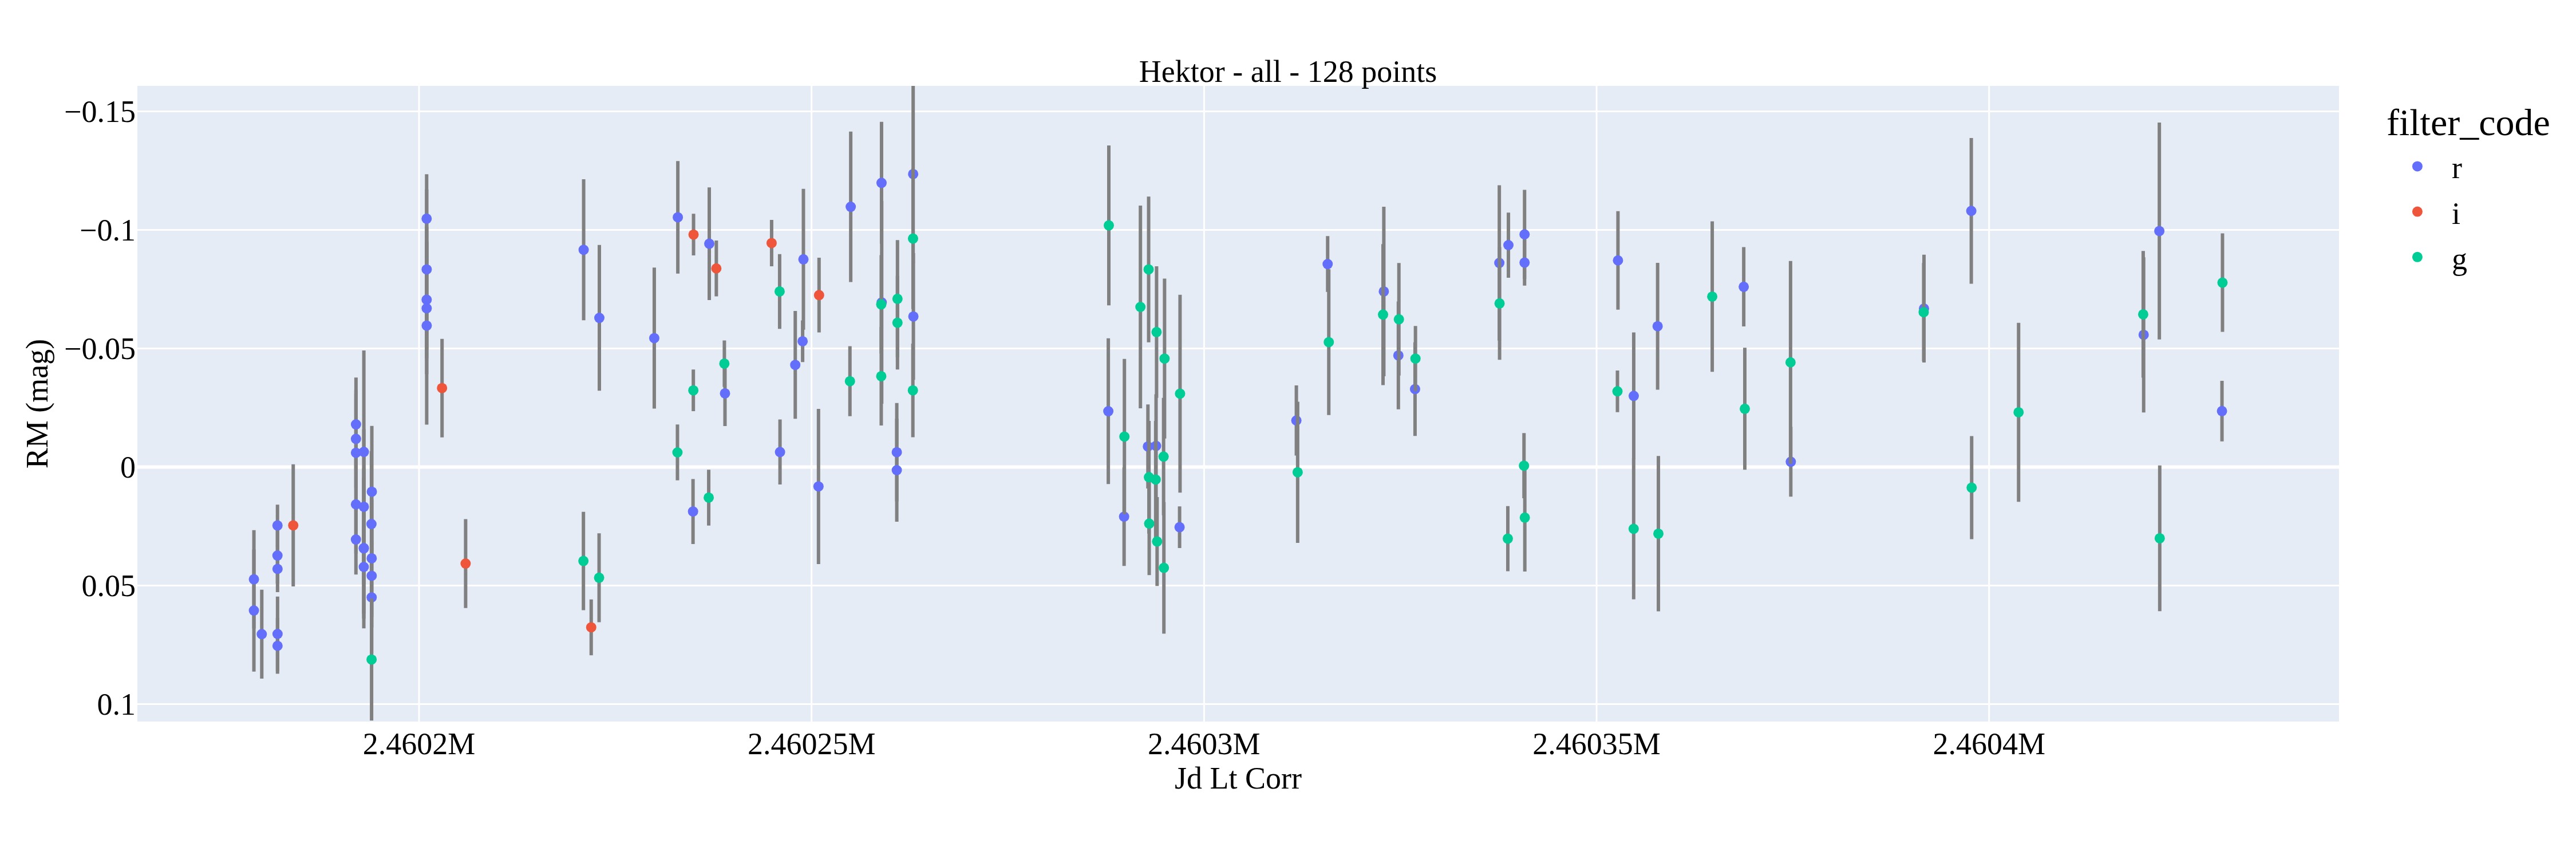 Hektor - all - 128 points
filter_code
r
i
g
RM (mag)
−0.15
−0.1
−0.05
0
0.05
0.1
2.4602M
2.46025M
2.4603M
2.46035M
2.4604M
Jd Lt Corr